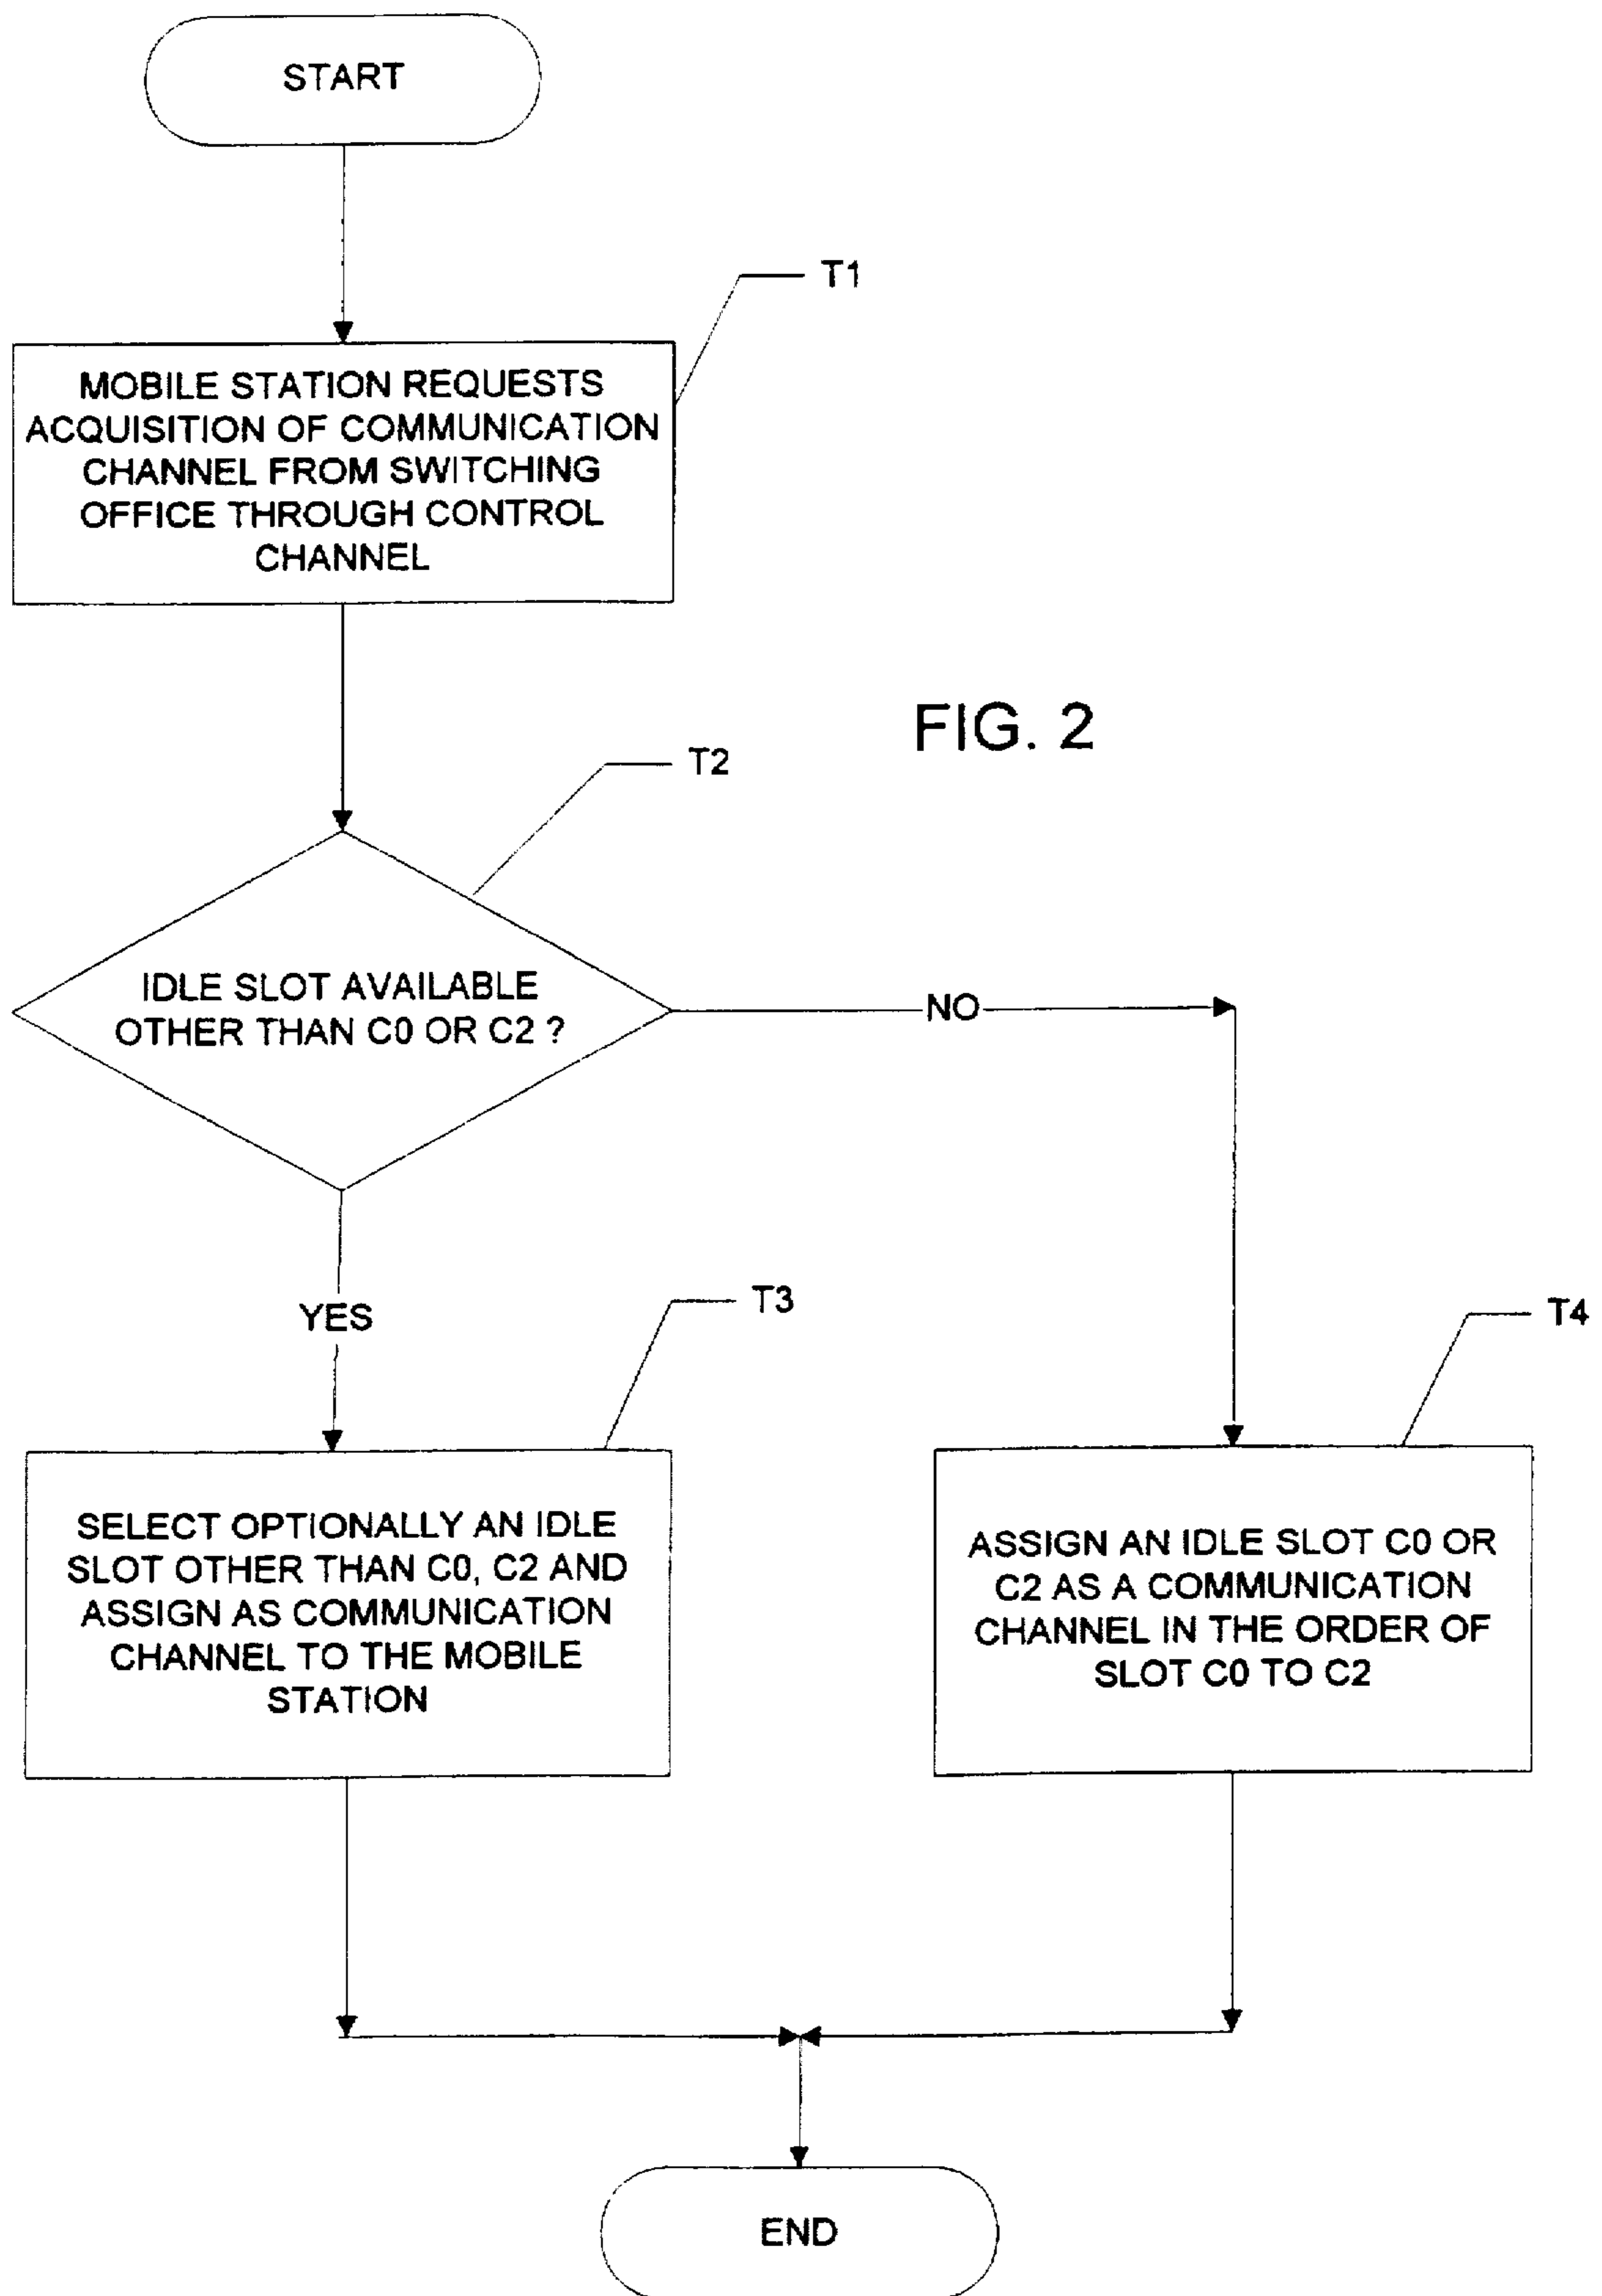 START
T1
MOBILE STATION REQUESTS
ACQUISITION OF COMMUNICATION
CHANNEL FROM SWITCHING
OFFICE THROUGH CONTROL
CHANNEL
FIG. 2
T2
IDLE SLOT AVAILABLE
OTHER THAN C0 OR C2 ?
NO
YES
T3
T4
SELECT OPTIONALLY AN IDLE
SLOT OTHER THAN C0, C2 AND
ASSIGN AS COMMUNICATION
CHANNEL TO THE MOBILE
STATION
ASSIGN AN IDLE SLOT C0 OR
C2 AS A COMMUNICATION
CHANNEL IN THE ORDER OF
SLOT C0 TO C2
END